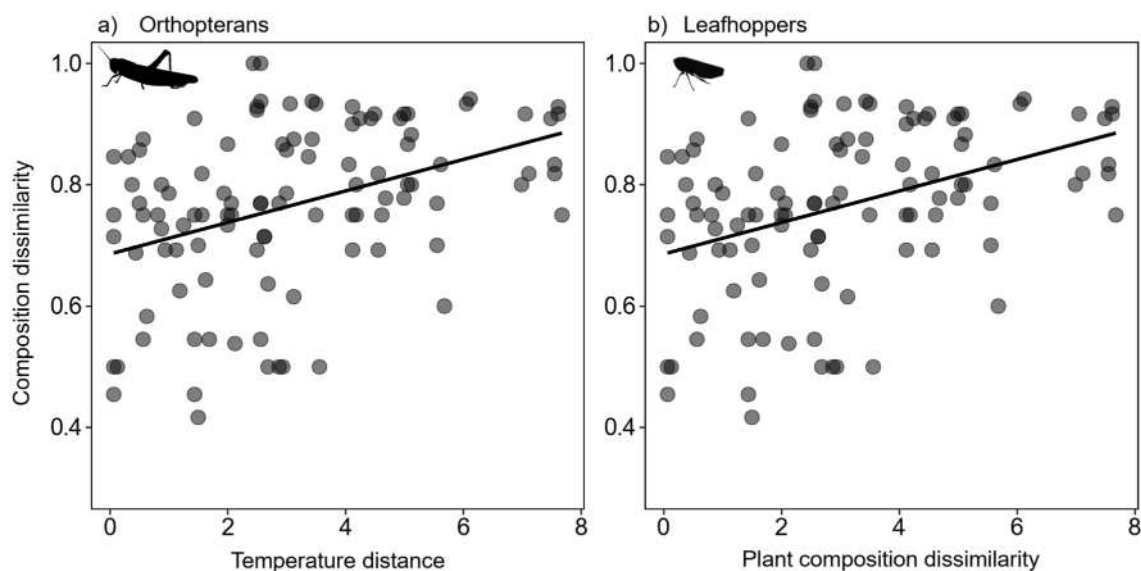 a) Orthopterans
b) Leafhoppers
Composition dissimilarity
1.0
0.8
0.6
0.4
0 2 4 6 8
Temperature distance
1.0
0.8
0.6
0.4
0 2 4 6 8
Plant composition dissimilarity